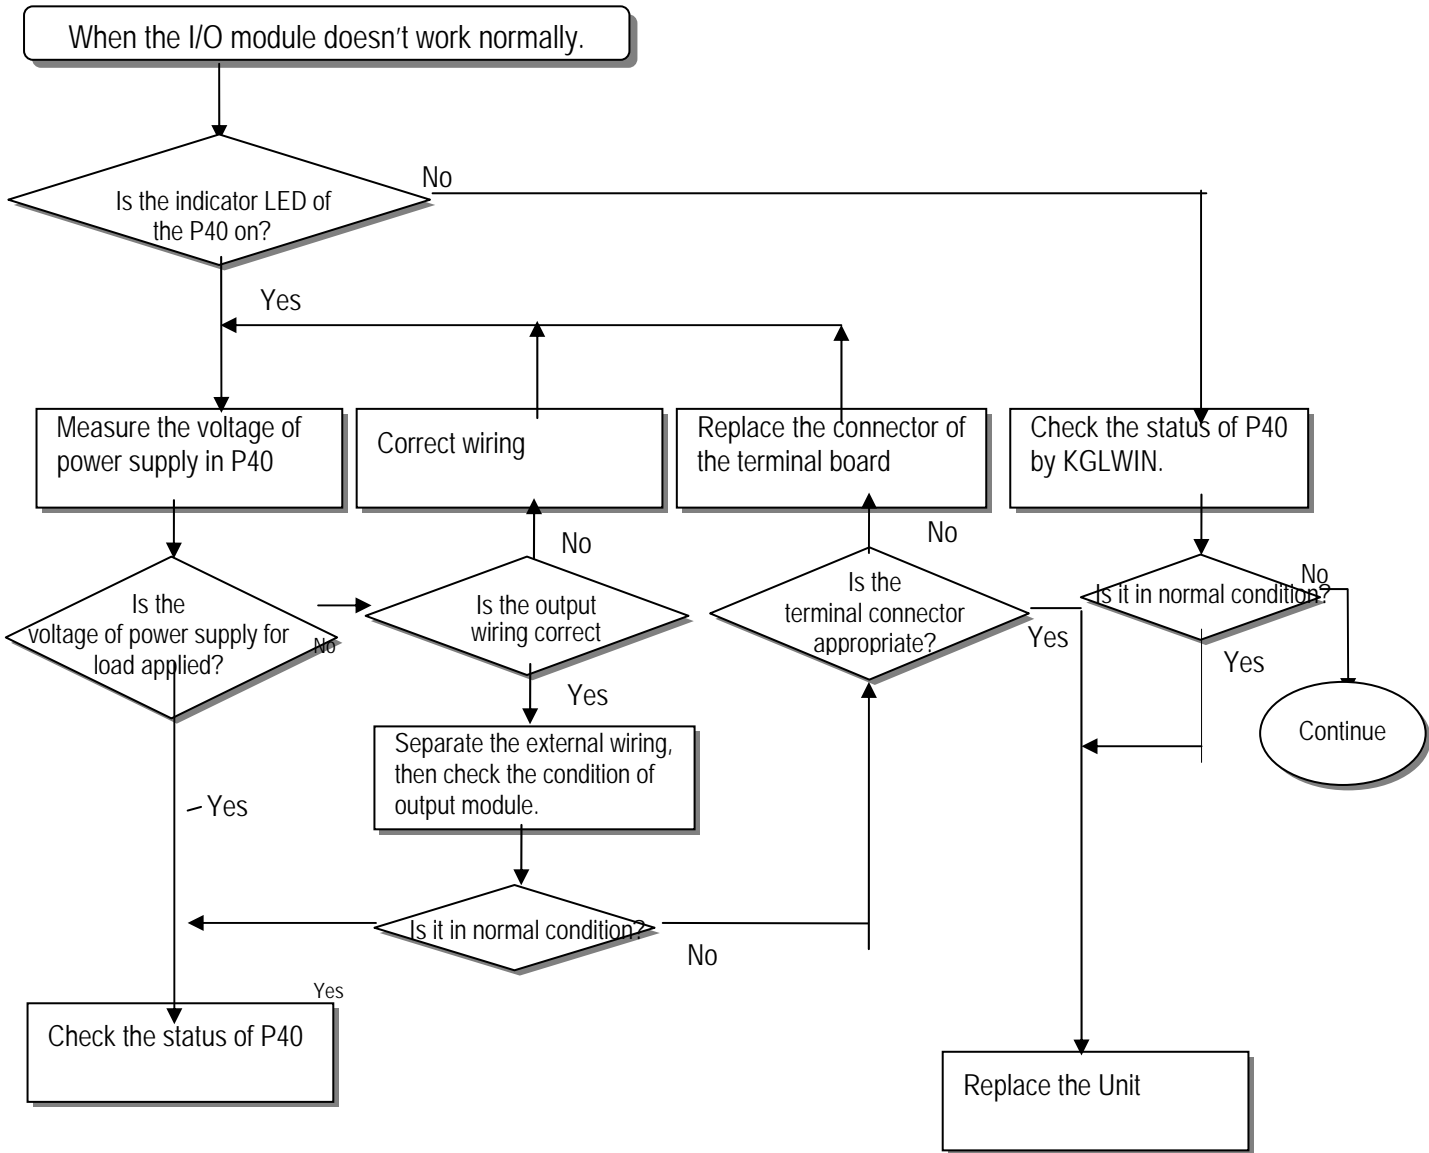 When the I/O module doesn't work normally.
No
Is the indicator LED of
the P40 on?
Yes
Measure the voltage of
power supply in P40
Correct wiring
Replace the connector of
the terminal board
Check the status of P40
by KGLWIN.
No
No
Is the
voltage of power supply for
load applied?
No
Is the output
wiring correct
Is the
terminal connector
appropriate?
Yes
Is it in normal condition?
No
Yes
Continue
Yes
Separate the external wiring,
then check the condition of
output module.
Yes
Is it in normal condition?
No
Yes
Check the status of P40
Replace the Unit